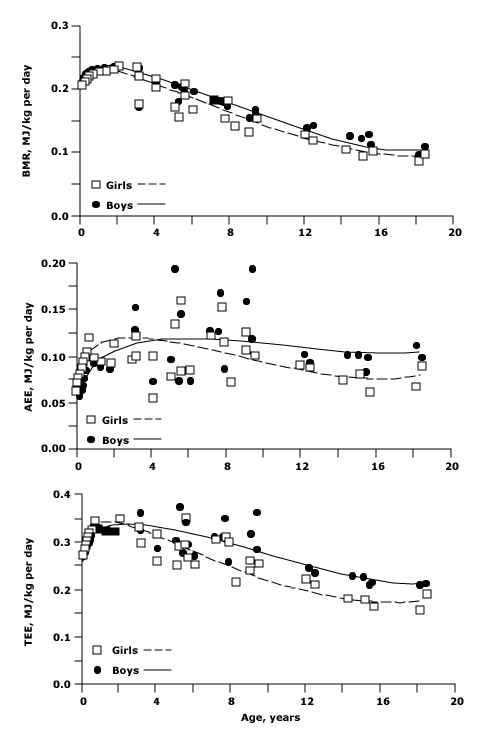 0.3
0.2
0.1
0.0
BMR, MJ/kg per day
Girls
Boys
0 4 8 12 16 20
0.20
0.15
0.10
0.05
0.00
AEE, MJ/kg per day
Girls
Boys
0 4 8 12 16 20
0.4
0.3
0.2
0.1
0.0
TEE, MJ/kg per day
Girls
Boys
0 4 8 12 16 20
Age, years